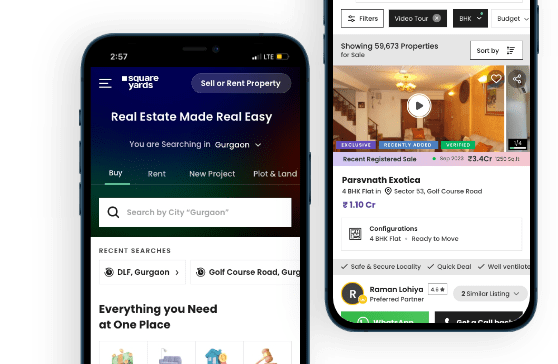 2:57
LTE
square
yards
Sell or Rent Property
Real Estate Made Real Easy
You are Searching in Gurgaon
Buy Rent New Project Plot & Land
Search by City “Gurgaon”
RECENT SEARCHES
DLF, Gurgaon
Golf Course Road, Gurg
Everything you Need
at One Place
Filters Video Tour BHK Budget
Showing 59,673 Properties
for Sale
Sort by
1/4
EXCLUSIVE RECENTLY ADDED VERIFIED
Recent Registered Sale Sep 2023 ₹3.4Cr 1250 Sq.ft
Parsvnath Exotica
4 BHK Flat in Sector 53, Golf Course Road
₹ 1.10 Cr
Configurations
4 BHK Flat • Ready to Move
Safe & Secure Locality Quick Deal Well ventilate
R
Raman Lohiya
Preferred Partner
2 Similar Listing
WhatsApp
Get a Call back